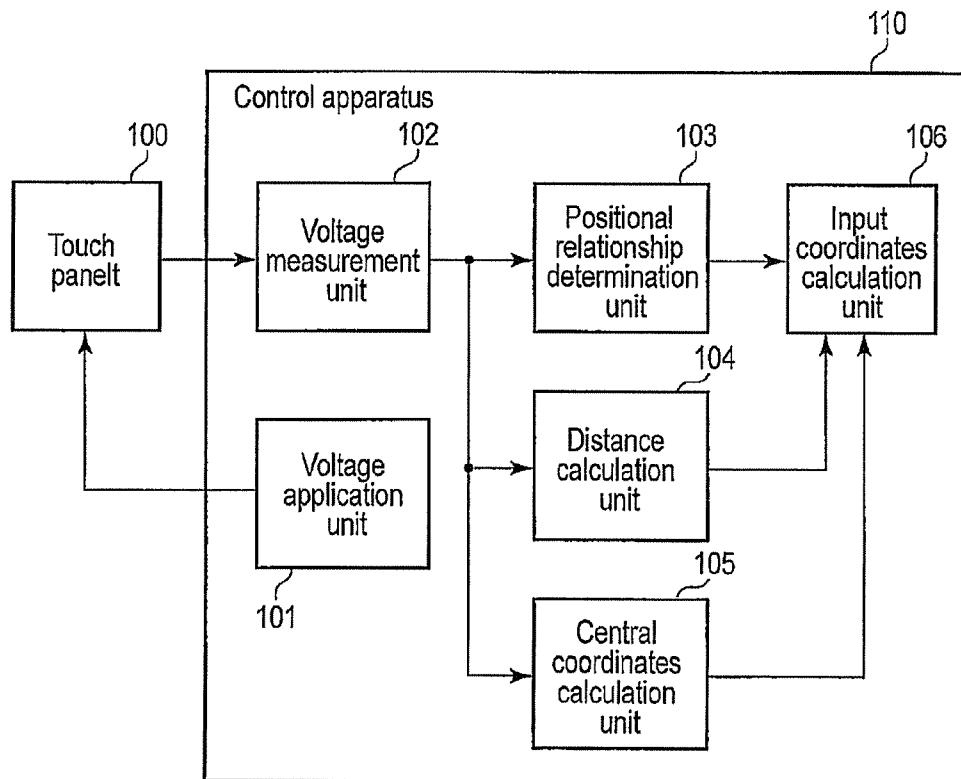 110
Control apparatus
100
102
103
106
Touch
panelt
Voltage
measurement
unit
Positional
relationship
determination
unit
Input
coordinates
calculation
unit
104
Voltage
application
unit
Distance
calculation
unit
101
105
Central
coordinates
calculation
unit